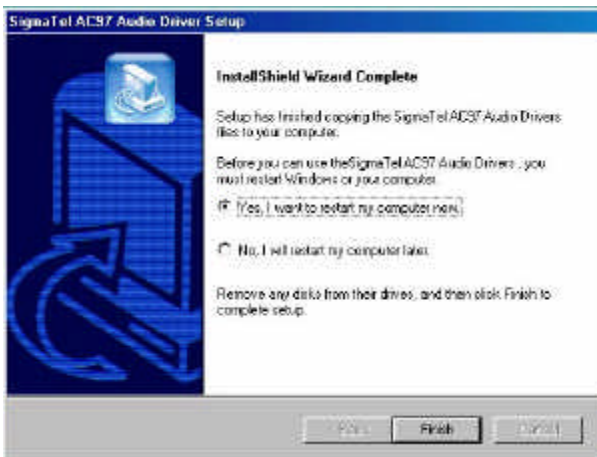 SigmaTel AC97 Audio Driver Setup
InstallShield Wizard Complete
Setup has finished copying the SigmaTel AC97 Audio Drivers
files to your computer.
Before you can use theSigmaTel AC97 Audio Drivers , you
must restart Windows or your computer.
Yes, I want to restart my computer now.
No, I will restart my computer later.
Remove any disks from their drives, and then click Finish to
complete setup.
< Back
Finish
Cancel